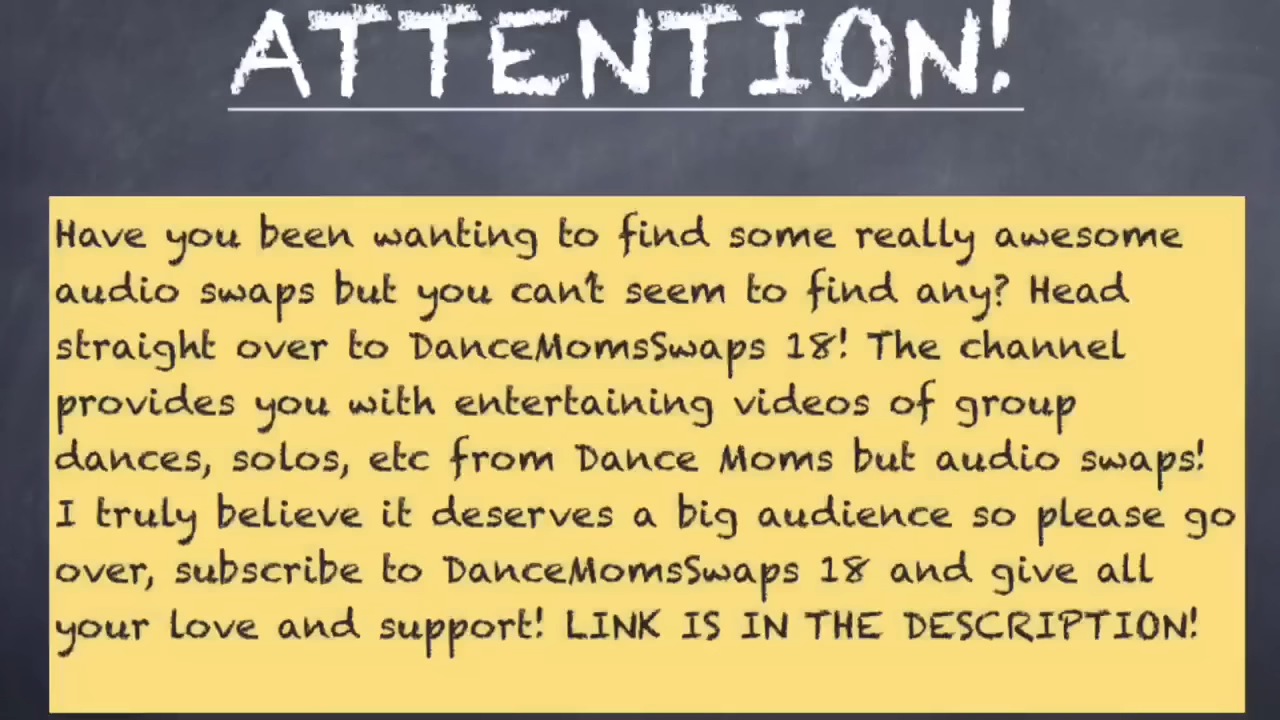 ATTENTION!
Have you been wanting to find some really awesome
audio swaps but you can't seem to find any? Head
straight over to DanceMomsSwaps 18! The channel
provides you with entertaining videos of group
dances, solos, etc from Dance Moms but audio swaps!
I truly believe it deserves a big audience so please go
over, subscribe to DanceMomsSwaps 18 and give all
your love and support! LINK IS IN THE DESCRIPTION!